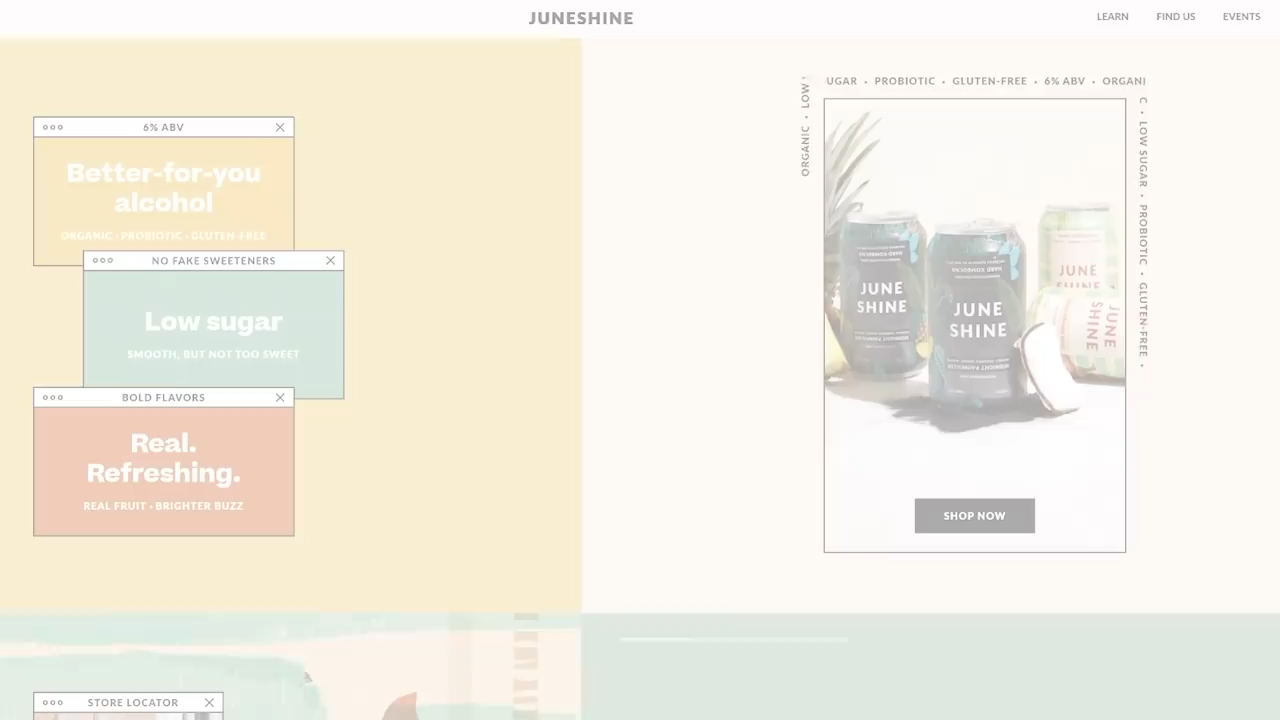 JUNESHINE
LEARN
FIND US
EVENTS
6% ABV
Better-for-you
alcohol
ORGANIC • PROBIOTIC • GLUTEN-FREE
NO FAKE SWEETENERS
Low sugar
SMOOTH, BUT NOT TOO SWEET
BOLD FLAVORS
Real.
Refreshing.
REAL FRUIT • BRIGHTER BUZZ
STORE LOCATOR
ORGANIC • LOW
UGAR • PROBIOTIC • GLUTEN-FREE • 6% ABV • ORGANI
C • LOW SUGAR • PROBIOTIC • GLUTEN-FREE •
JUNE
SHINE
JUNE
SHINE
JUNE
SHINE
JUNE
SHINE
SHOP NOW